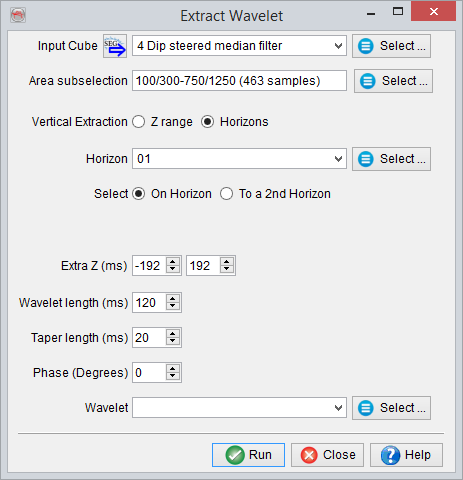 Extract Wavelet
Input Cube SEG 4 Dip steered median filter Select ...
Area subselection 100/300-750/1250 (463 samples) Select ...
Vertical Extraction Z range Horizons
Horizon 01 Select ...
Select On Horizon To a 2nd Horizon
Extra Z (ms) -192 192
Wavelet length (ms) 120
Taper length (ms) 20
Phase (Degrees) 0
Wavelet Select ...
Run Close ? Help